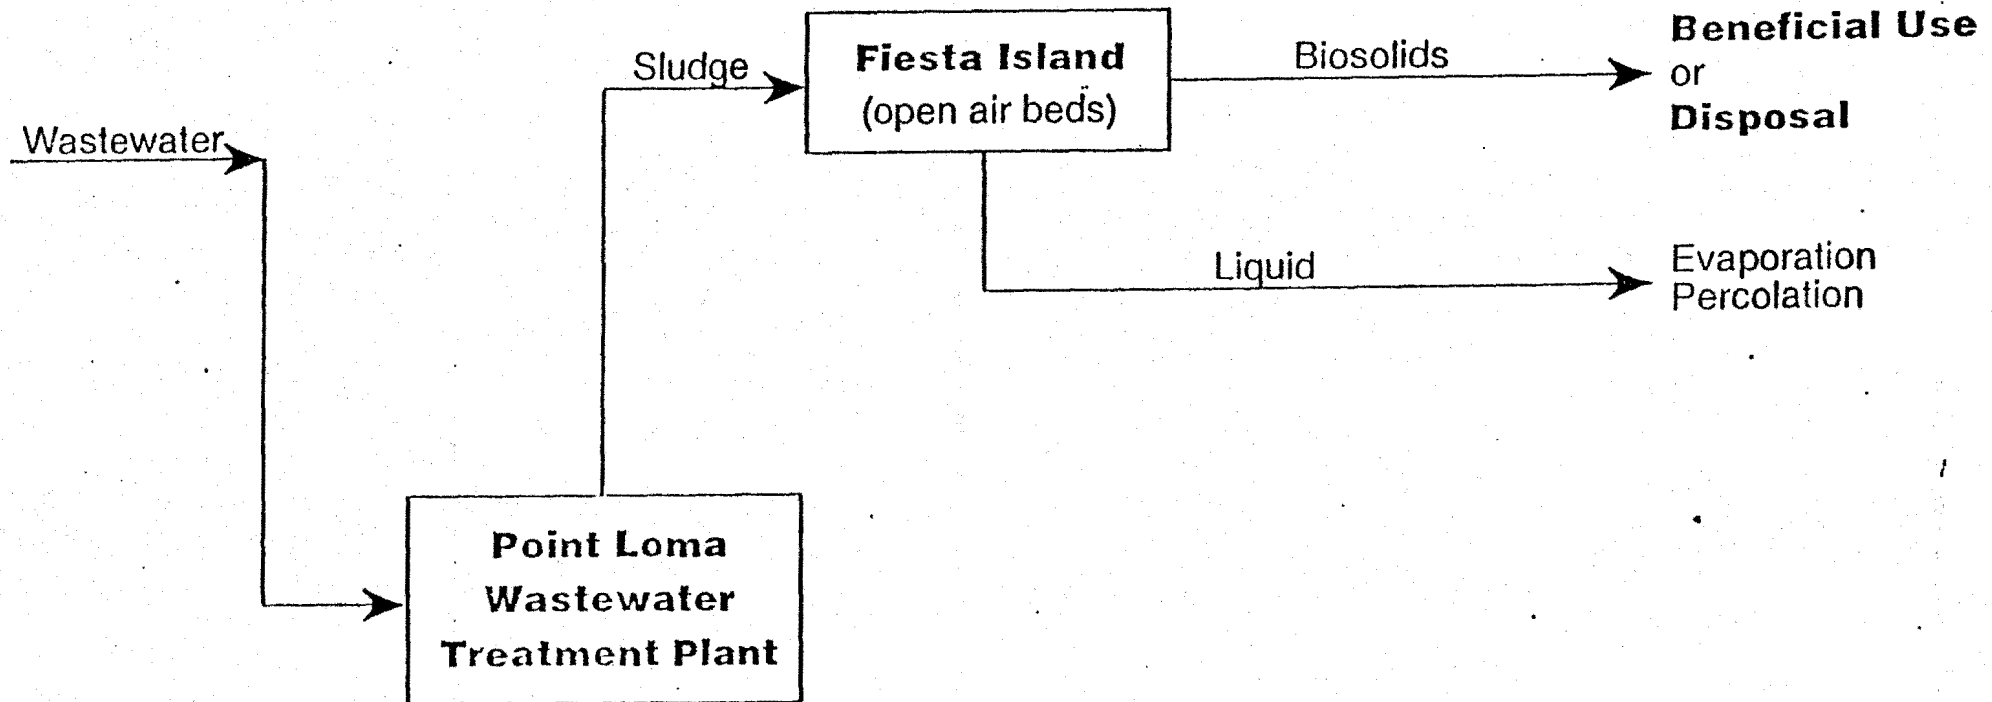 Wastewater
Sludge
Fiesta Island
(open air beds)
Biosolids
Beneficial Use
or
Disposal
Liquid
Evaporation
Percolation
Point Loma
Wastewater
Treatment Plant